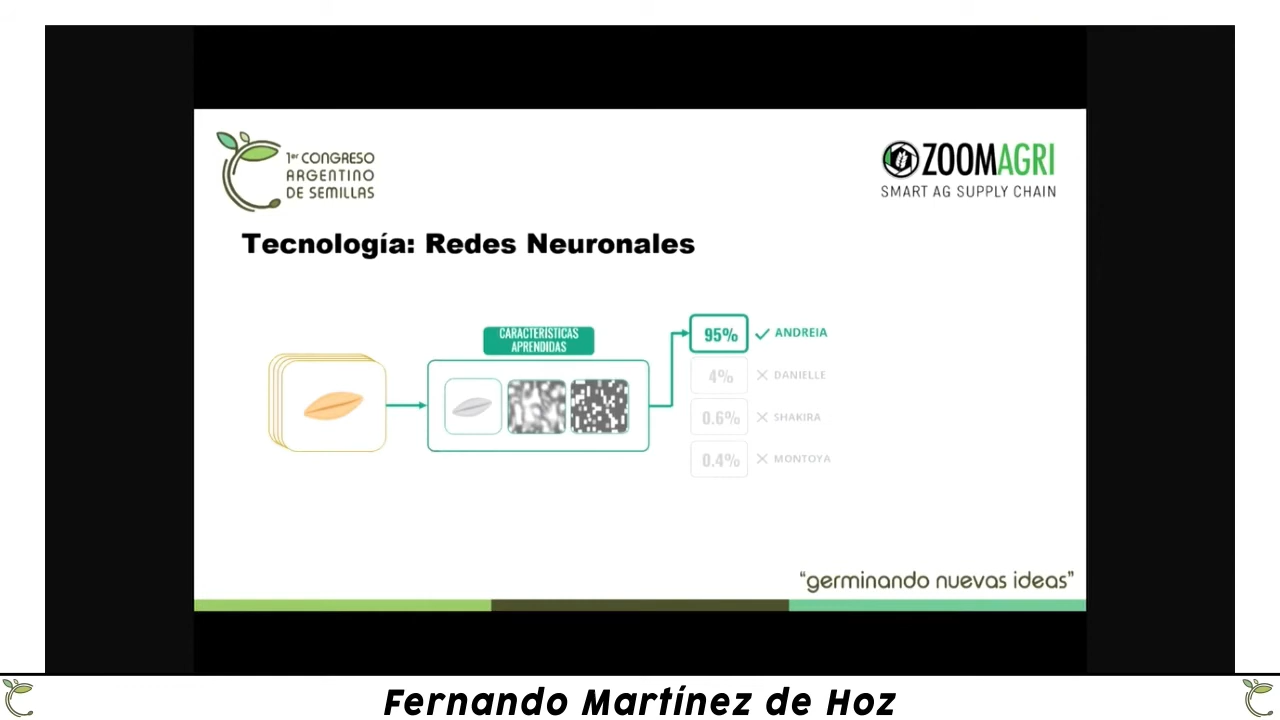 1er CONGRESO
ARGENTINO
DE SEMILLAS
ZOOMAGRI
SMART AG SUPPLY CHAIN
Tecnología: Redes Neuronales
CARACTERÍSTICAS
APRENDIDAS
95% ANDREIA
4% DANIELLE
0.6% SHAKIRA
0.4% MONTOYA
“germinando nuevas ideas”
Fernando Martínez de Hoz